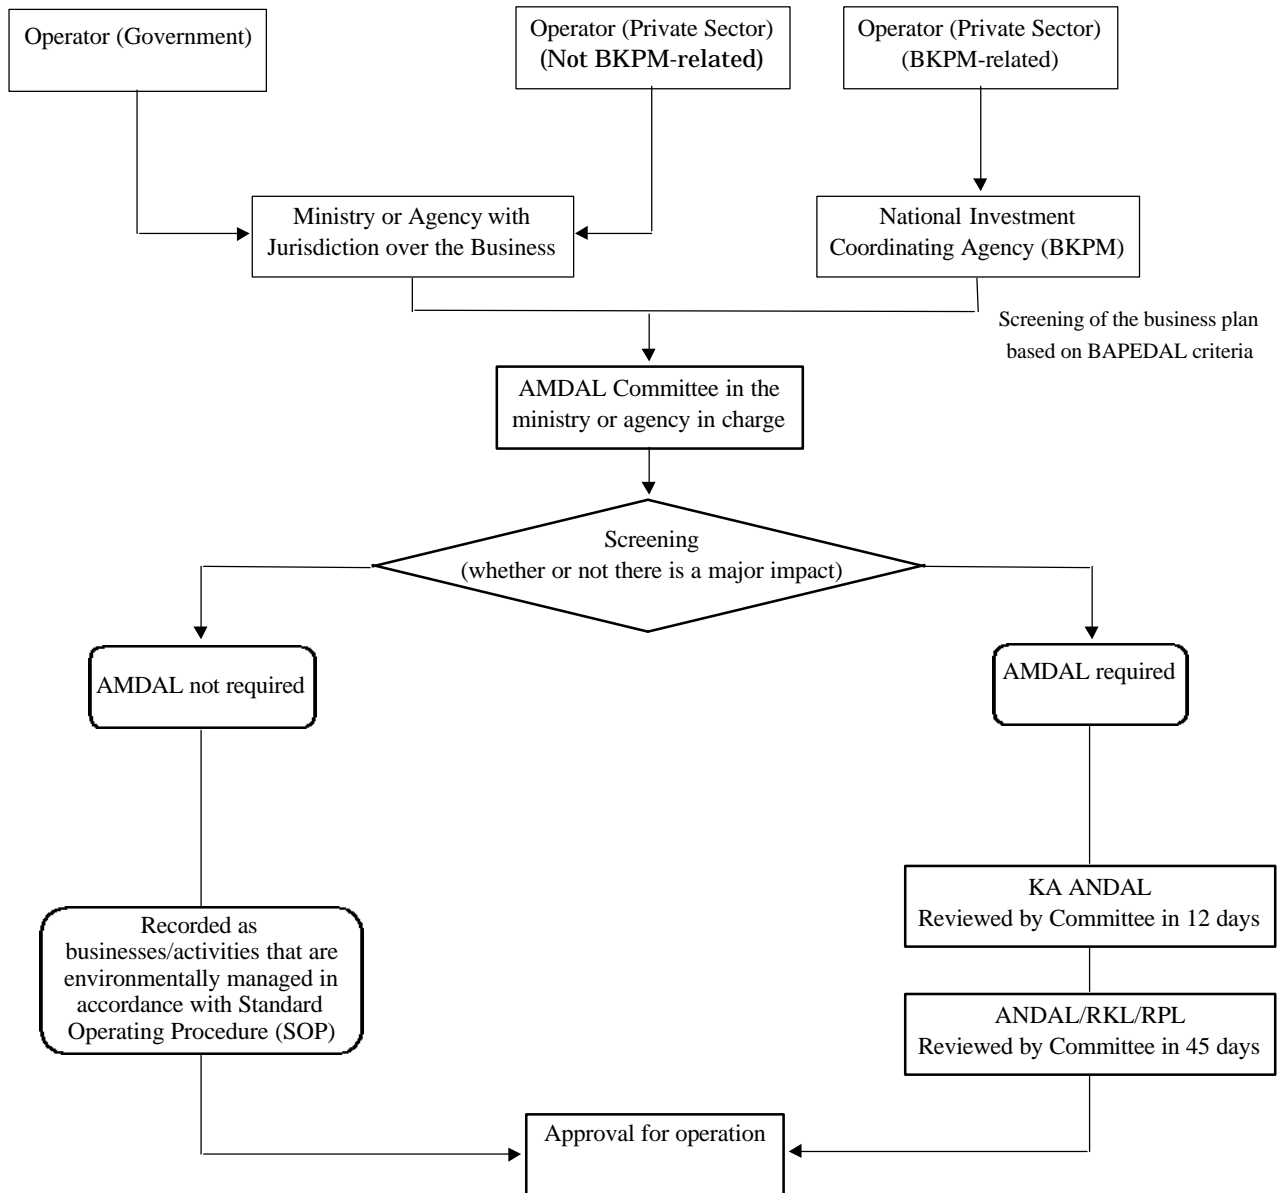 Operator (Government)
Operator (Private Sector)
(Not BKPM-related)
Operator (Private Sector)
(BKPM-related)
Ministry or Agency with
Jurisdiction over the Business
National Investment
Coordinating Agency (BKPM)
Screening of the business plan
based on BAPEDAL criteria
AMDAL Committee in the
ministry or agency in charge
Screening
(whether or not there is a major impact)
AMDAL not required
AMDAL required
KA ANDAL
Reviewed by Committee in 12 days
Recorded as
businesses/activities that are
environmentally managed in
accordance with Standard
Operating Procedure (SOP)
ANDAL/RKL/RPL
Reviewed by Committee in 45 days
Approval for operation